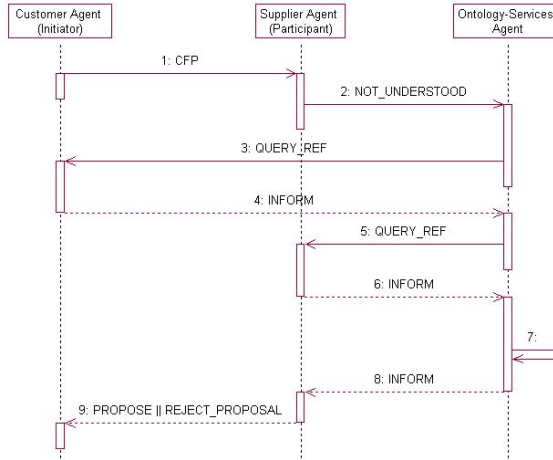 Customer Agent
(Initiator)
Supplier Agent
(Participant)
Ontology-Services
Agent
1: CFP
2: NOT_UNDERSTOOD
3: QUERY_REF
4: INFORM
5: QUERY_REF
6: INFORM
7:
8: INFORM
9: PROPOSE || REJECT_PROPOSAL